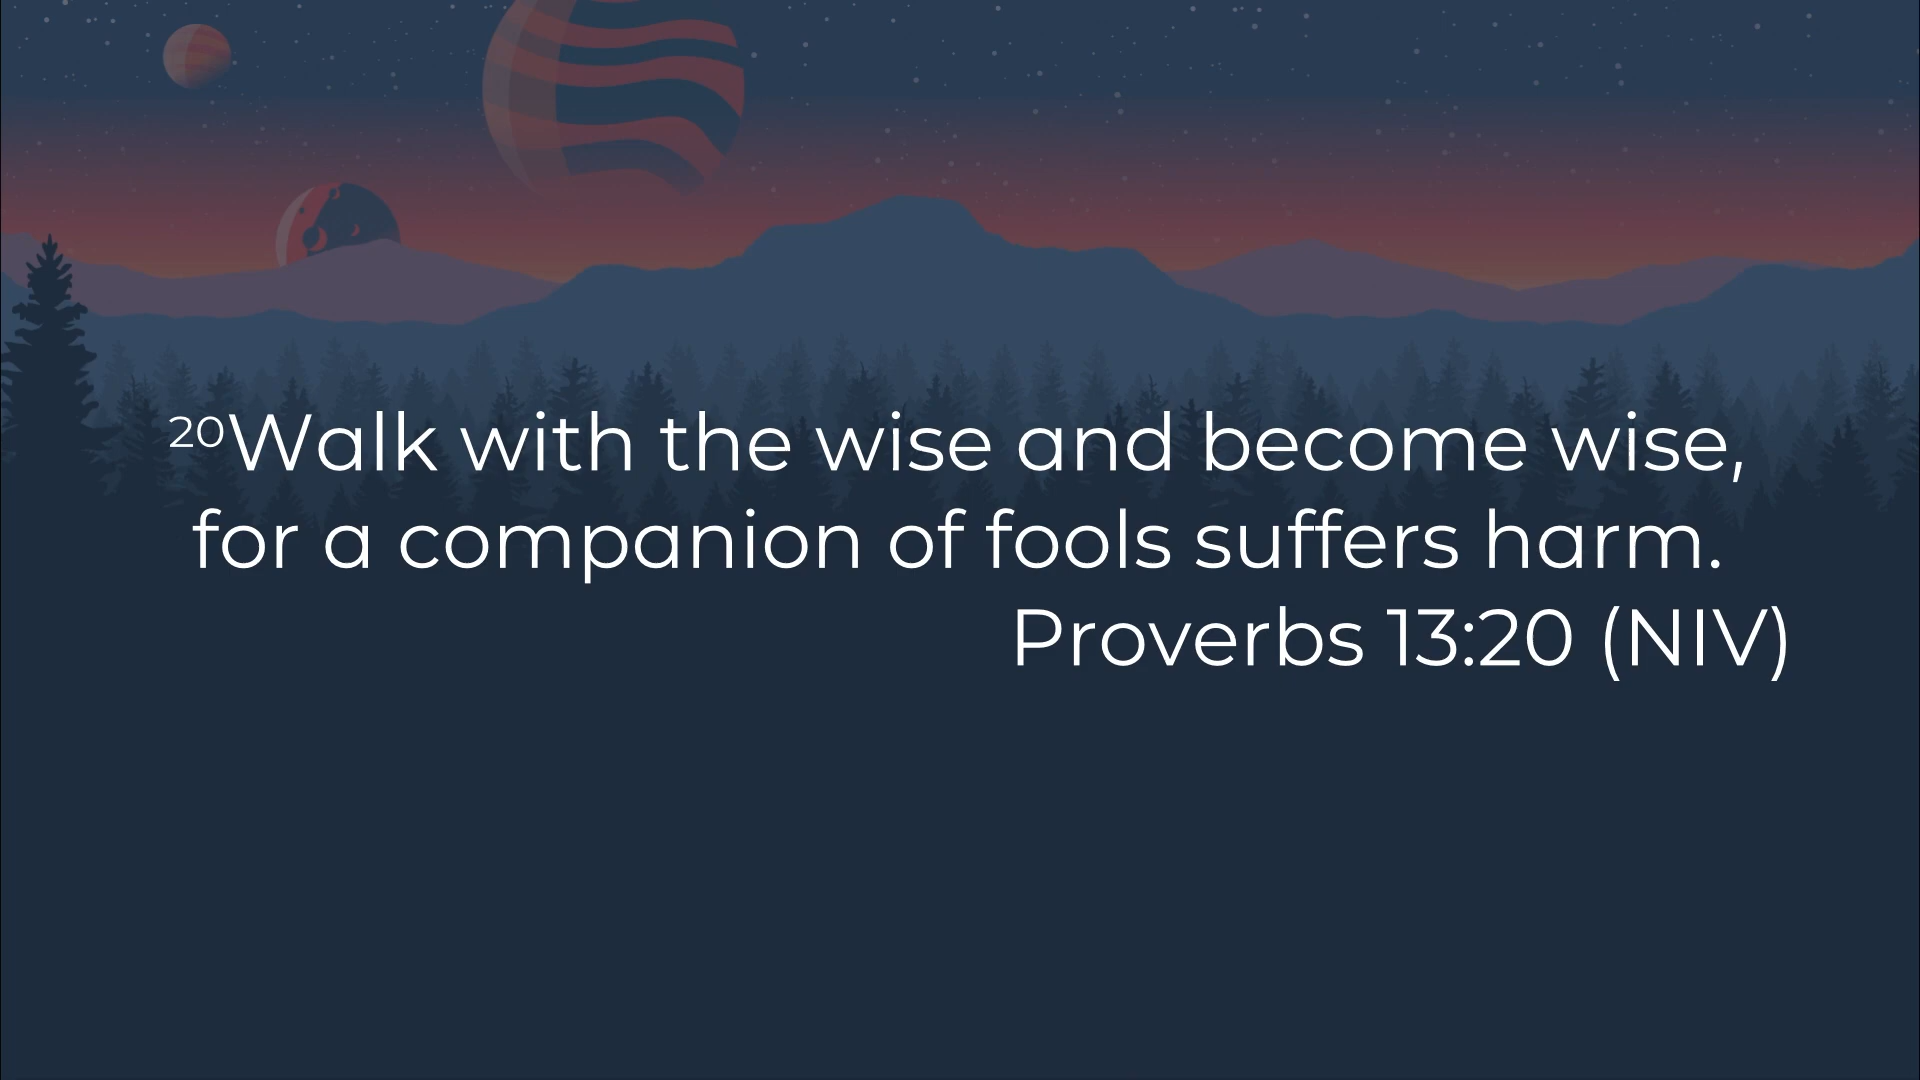 20Walk with the wise and become wise,
for a companion of fools suffers harm.
Proverbs 13:20 (NIV)